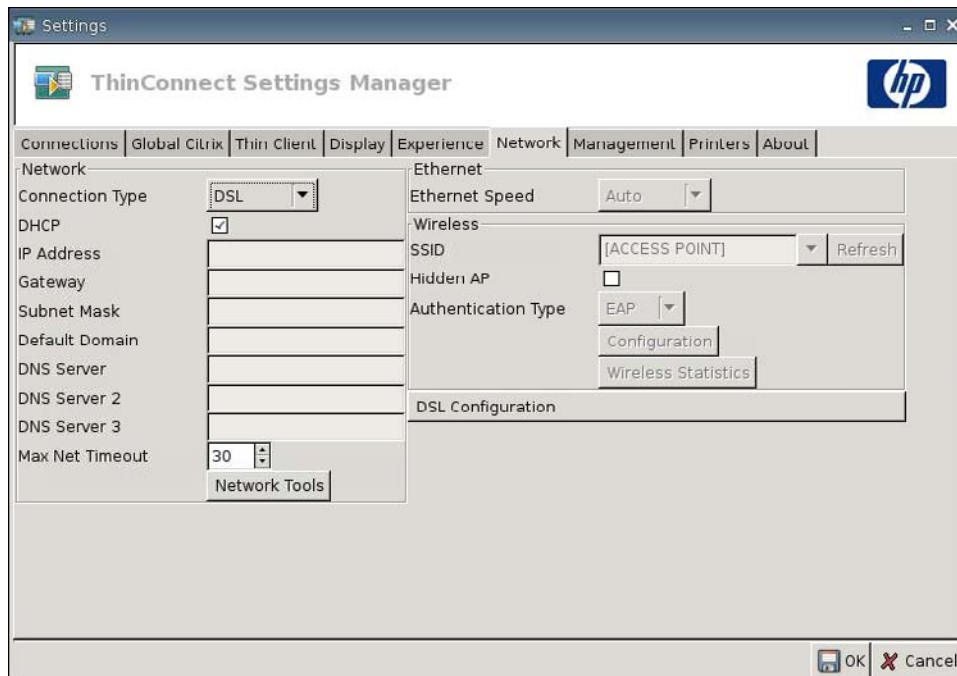 Settings
ThinConnect Settings Manager
hp
Connections Global Citrix Thin Client Display Experience Network Management Printers About
Network
Connection Type DSL
DHCP
IP Address
Gateway
Subnet Mask
Default Domain
DNS Server
DNS Server 2
DNS Server 3
Max Net Timeout 30
Network Tools
Ethernet
Ethernet Speed Auto
Wireless
SSID [ACCESS POINT] Refresh
Hidden AP
Authentication Type EAP
Configuration
Wireless Statistics
DSL Configuration
OK Cancel